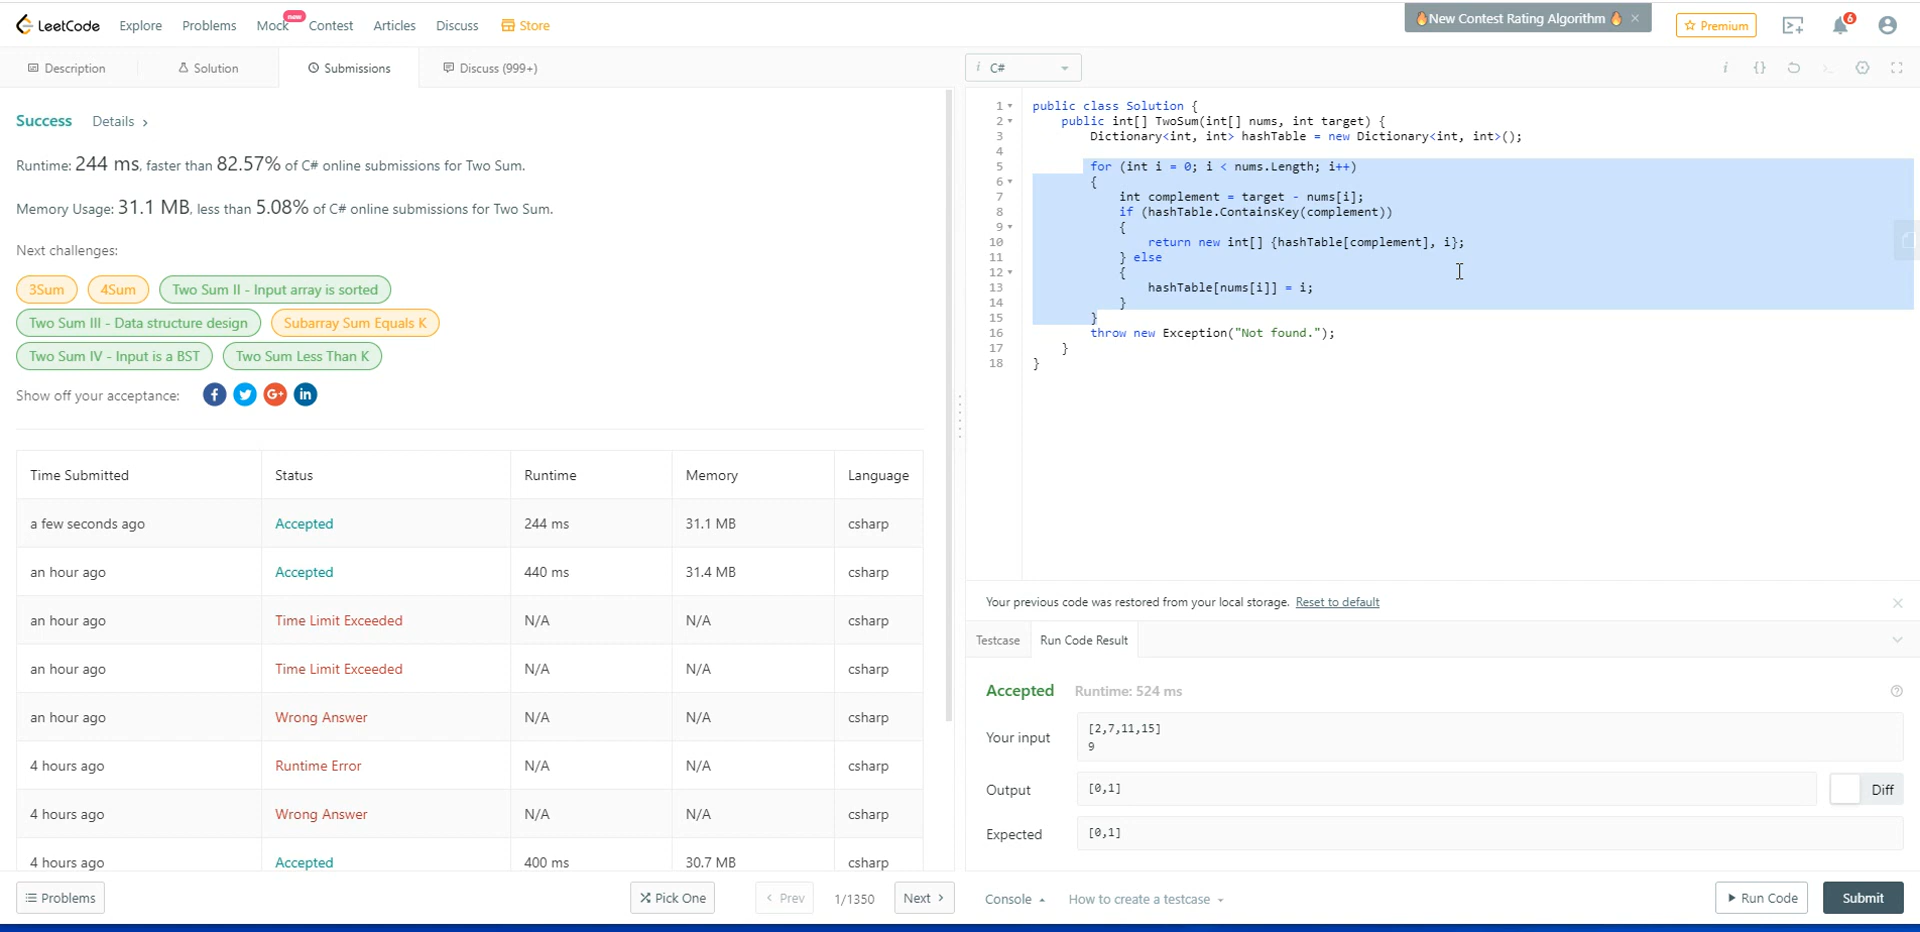 LeetCode Explore Problems Mock new Contest Articles Discuss Store
🔥New Contest Rating Algorithm 🔥 ×
Premium
6
Description Solution Submissions Discuss (999+)
Success Details >
Runtime: 244 ms, faster than 82.57% of C# online submissions for Two Sum.
Memory Usage: 31.1 MB, less than 5.08% of C# online submissions for Two Sum.
Next challenges:
3Sum 4Sum Two Sum II - Input array is sorted
Two Sum III - Data structure design Subarray Sum Equals K
Two Sum IV - Input is a BST Two Sum Less Than K
Show off your acceptance:
Time Submitted Status Runtime Memory Language
a few seconds ago Accepted 244 ms 31.1 MB csharp
an hour ago Accepted 440 ms 31.4 MB csharp
an hour ago Time Limit Exceeded N/A N/A csharp
an hour ago Time Limit Exceeded N/A N/A csharp
an hour ago Wrong Answer N/A N/A csharp
4 hours ago Runtime Error N/A N/A csharp
4 hours ago Wrong Answer N/A N/A csharp
4 hours ago Accepted 400 ms 30.7 MB csharp
Problems Pick One < Prev 1/1350 Next >
i C#
i {}
1 public class Solution {
2 public int[] TwoSum(int[] nums, int target) {
3 Dictionary<int, int> hashTable = new Dictionary<int, int>();
4
5 for (int i = 0; i < nums.Length; i++)
6 {
7 int complement = target - nums[i];
8 if (hashTable.ContainsKey(complement))
9 {
10 return new int[] {hashTable[complement], i};
11 } else
12 {
13 hashTable[nums[i]] = i;
14 }
15 }
16 throw new Exception("Not found.");
17 }
18 }
Your previous code was restored from your local storage. Reset to default
Testcase Run Code Result
Accepted Runtime: 524 ms
Your input
[2,7,11,15]
9
Output [0,1] Diff
Expected [0,1]
Console How to create a testcase Run Code Submit